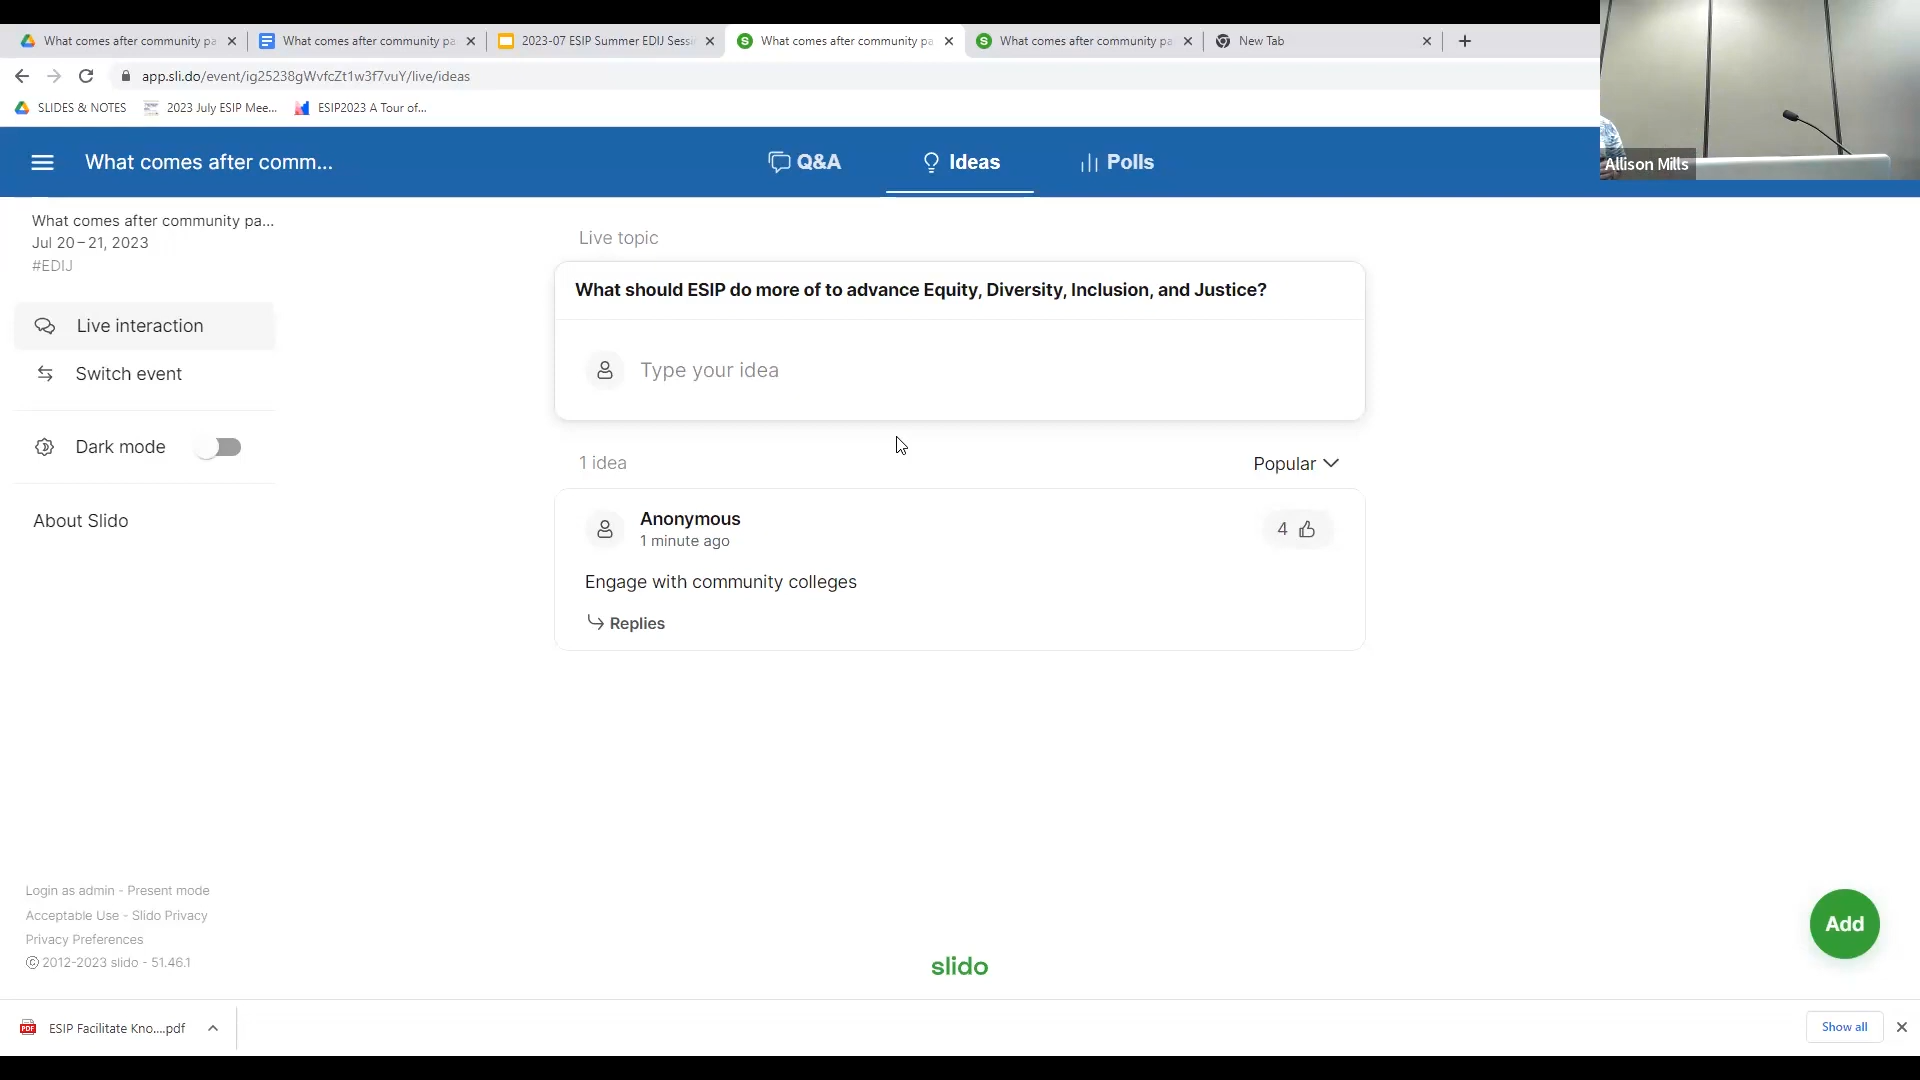 What comes after community pa
What comes after community pa
2023-07 ESIP Summer EDIJ Sessi
What comes after community pa
What comes after community pa
New Tab
app.sli.do/event/ig25238gWvfcZt1w3f7vuY/live/ideas
SLIDES & NOTES
2023 July ESIP Mee...
ESIP2023 A Tour of...
Allison Mills
What comes after comm...
Q&A
Ideas
Polls
What comes after community pa...
Jul 20 – 21, 2023
#EDIJ
Live interaction
Switch event
Dark mode
About Slido
Live topic
What should ESIP do more of to advance Equity, Diversity, Inclusion, and Justice?
Type your idea
1 idea
Popular
Anonymous
1 minute ago
4
Engage with community colleges
Replies
Login as admin - Present mode
Acceptable Use - Slido Privacy
Privacy Preferences
© 2012-2023 slido - 51.46.1
slido
Add
PDF
ESIP Facilitate Kno....pdf
Show all